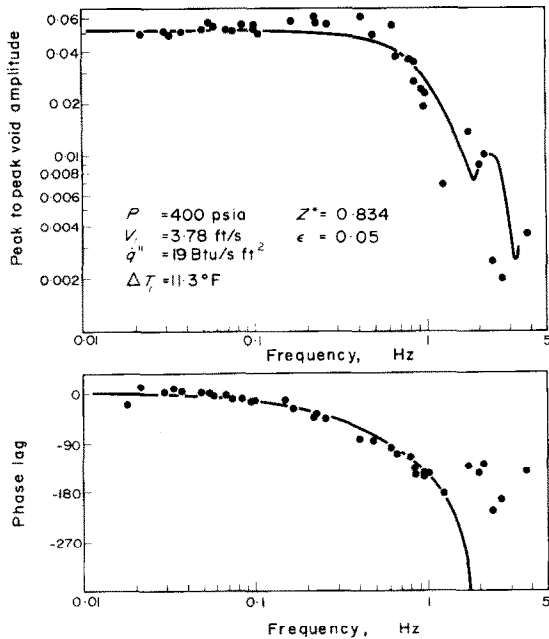 Peak to peak void amplitude
0·06
0·04
0·02
0·01
0·008
0·006
0·004
0·002
P = 400 psia Z* = 0·834
V_i = 3·78 ft/s ϵ = 0·05
q̇" = 19 Btu/s ft²
ΔT_i = 11·3°F
0·01 0·1 1 5
Frequency, Hz
Phase lag
0
-90
-180
-270
0·01 0·1 1 5
Frequency, Hz